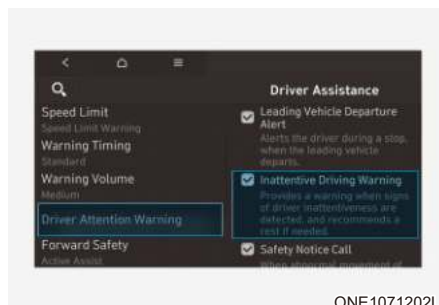 Driver Assistance
Speed Limit
Speed Limit Warning
Warning Timing
Standard
Warning Volume
Medium
Driver Attention Warning
Forward Safety
Active Assist
Leading Vehicle Departure
Alert
Alerts the driver during a stop,
when the leading vehicle
departs.
Inattentive Driving Warning
Provides a warning when signs
of driver inattentiveness are
detected, and recommends a
rest if needed.
Safety Notice Call
When abnormal movement of